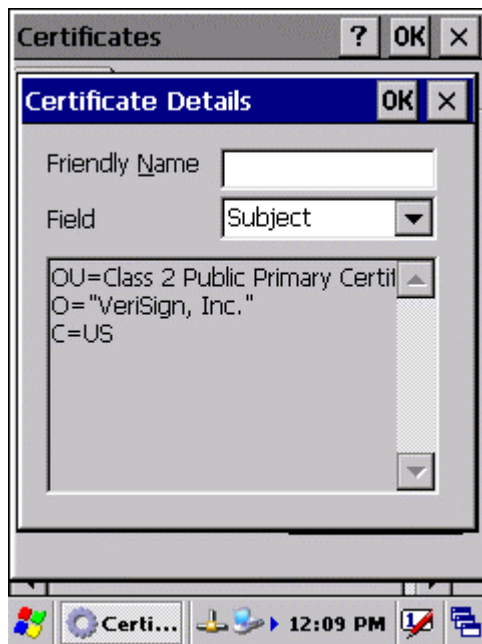 Certificates ? OK ×
Certificate Details OK ×
Friendly Name
Field Subject
OU=Class 2 Public Primary Certif
O="VeriSign, Inc."
C=US
Certi... 12:09 PM